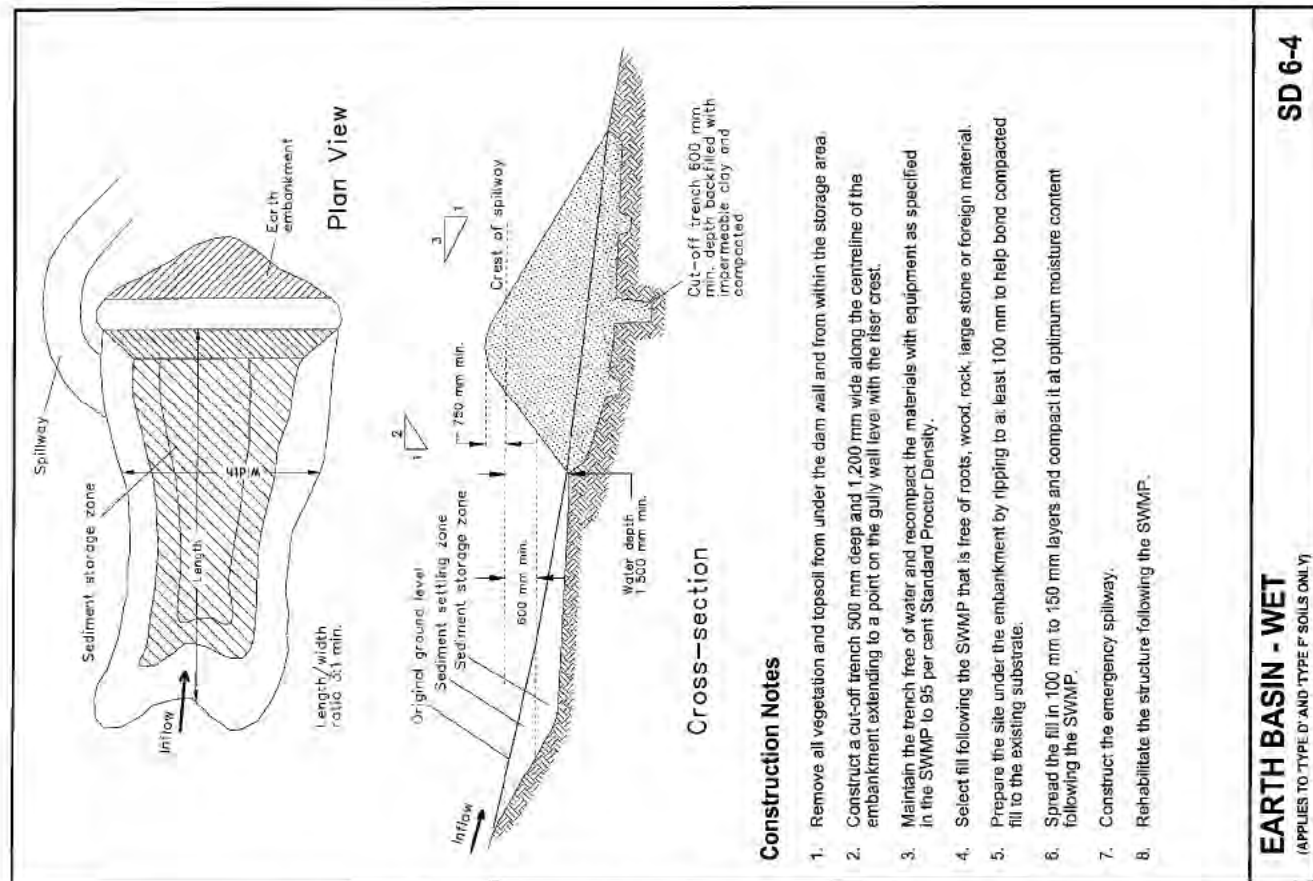 Spillway
Sediment storage zone
Inflow
Length
Width
Length/width
ratio 3:1 min.
Earth
embankment
Plan View
Inflow
Original ground level
Sediment settling zone
Sediment storage zone
600 mm min.
1
2
750 mm min.
3
1
Crest of spillway
Water depth
1 500 mm min.
Cut-off trench 600 mm
min. depth backfilled with
impermeable clay and
compacted
Cross-section
Construction Notes
1. Remove all vegetation and topsoil from under the dam wall and from within the storage area.
2. Construct a cut-off trench 500 mm deep and 1,200 mm wide along the centreline of the
embankment extending to a point on the gully wall level with the riser crest.
3. Maintain the trench free of water and recompact the materials with equipment as specified
in the SWMP to 95 per cent Standard Proctor Density.
4. Select fill following the SWMP that is free of roots, wood, rock, large stone or foreign material.
5. Prepare the site under the embankment by ripping to at least 100 mm to help bond compacted
fill to the existing substrate.
6. Spread the fill in 100 mm to 150 mm layers and compact it at optimum moisture content
following the SWMP.
7. Construct the emergency spillway.
8. Rehabilitate the structure following the SWMP.
EARTH BASIN - WET
(APPLIES TO 'TYPE D' AND 'TYPE F' SOILS ONLY)
SD 6-4